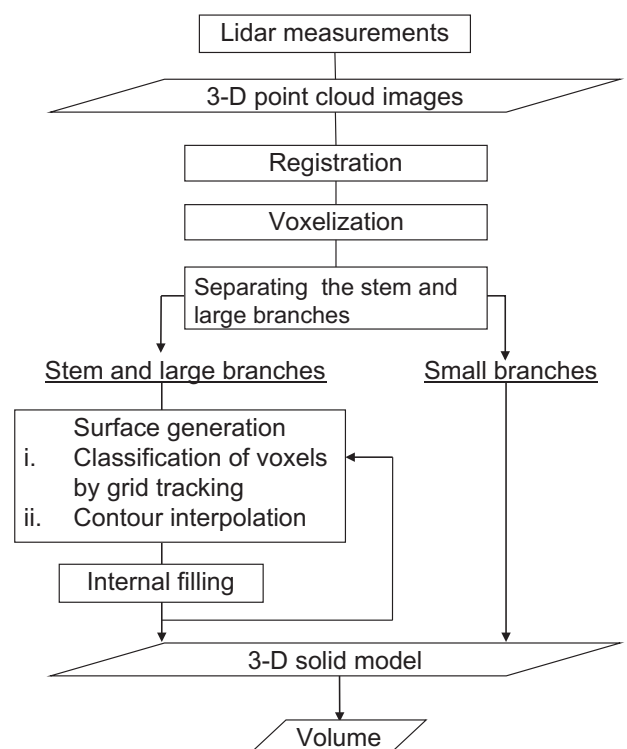 Lidar measurements
3-D point cloud images
Registration
Voxelization
Separating the stem and
large branches
Stem and large branches
Small branches
Surface generation
i. Classification of voxels
by grid tracking
ii. Contour interpolation
Internal filling
3-D solid model
Volume